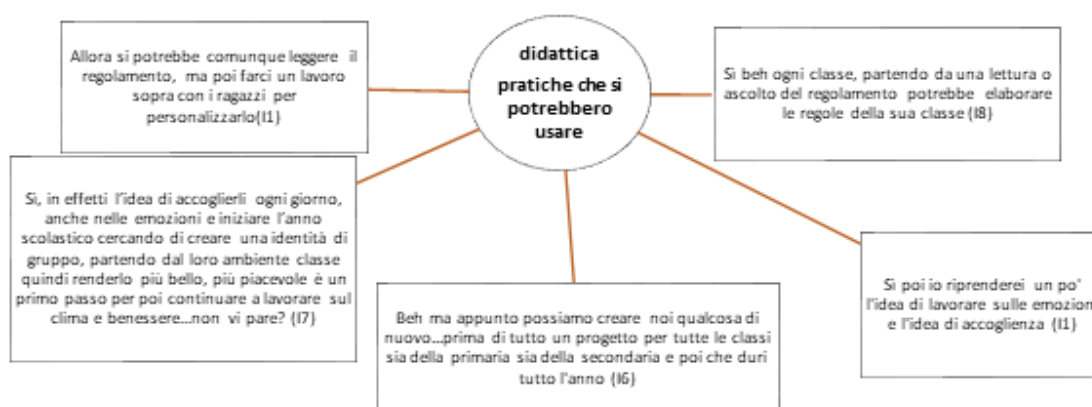 didattica
pratiche che si
potrebbero
usare
Allora si potrebbe comunque leggere il
regolamento, ma poi farci un lavoro
sopra con i ragazzi per
personalizzarlo(I1)
Sì beh ogni classe, partendo da una lettura o
ascolto del regolamento potrebbe elaborare
le regole della sua classe (I8)
Sì, in effetti l'idea di accoglierli ogni giorno,
anche nelle emozioni e iniziare l'anno
scolastico cercando di creare una identità di
gruppo, partendo dal loro ambiente classe
quindi renderlo più bello, più piacevole è un
primo passo per poi continuare a lavorare sul
clima e benessere...non vi pare? (I7)
Beh ma appunto possiamo creare noi qualcosa di
nuovo...prima di tutto un progetto per tutte le classi
sia della primaria sia della secondaria e poi che duri
tutto l'anno (I6)
Sì poi io riprenderei un po'
l'idea di lavorare sulle emozion
e l'idea di accoglienza (I1)